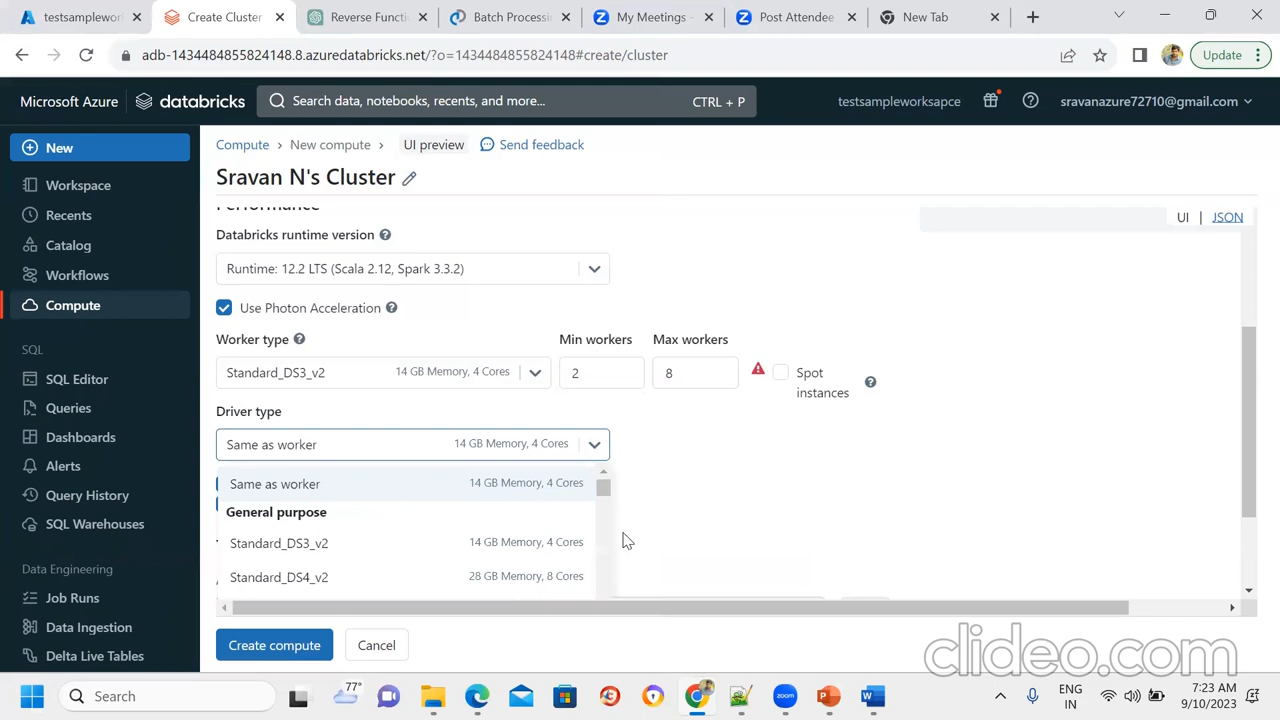 testsamplework
Create Cluster
Reverse Functi
Batch Processi
My Meetings -
Post Attendee
New Tab
adb-1434484855824148.8.azuredatabricks.net/?o=1434484855824148#create/cluster
Update
Microsoft Azure
databricks
Search data, notebooks, recents, and more...
CTRL + P
testsampleworksapce
sravanazure72710@gmail.com
New
Workspace
Recents
Catalog
Workflows
Compute
SQL
SQL Editor
Queries
Dashboards
Alerts
Query History
SQL Warehouses
Data Engineering
Job Runs
Data Ingestion
Delta Live Tables
Compute > New compute > UI preview Send feedback
Sravan N's Cluster
Performance
UI | JSON
Databricks runtime version
Runtime: 12.2 LTS (Scala 2.12, Spark 3.3.2)
Use Photon Acceleration
Worker type
Min workers
Max workers
Standard_DS3_v2 14 GB Memory, 4 Cores
2
8
Spot
instances
Driver type
Same as worker 14 GB Memory, 4 Cores
Same as worker 14 GB Memory, 4 Cores
General purpose
Standard_DS3_v2 14 GB Memory, 4 Cores
Standard_DS4_v2 28 GB Memory, 8 Cores
Create compute
Cancel
clideo.com
Search
77°
zoom
ENG
IN
7:23 AM
9/10/2023